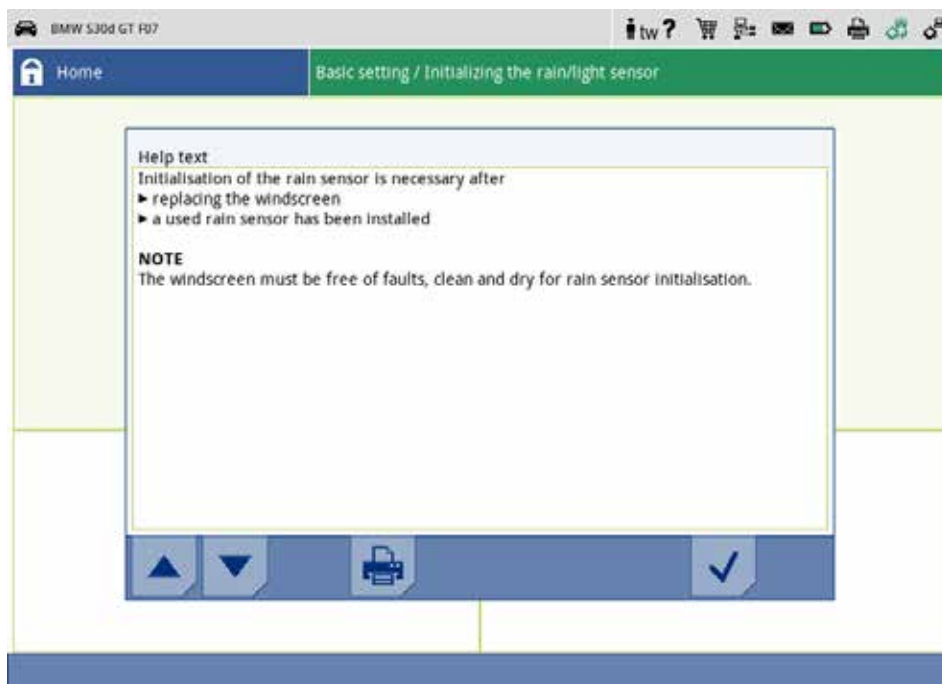 BMW 530d GT F07
tw ?
Home
Basic setting / Initializing the rain/light sensor
Help text
Initialisation of the rain sensor is necessary after
► replacing the windscreen
► a used rain sensor has been installed
NOTE
The windscreen must be free of faults, clean and dry for rain sensor initialisation.